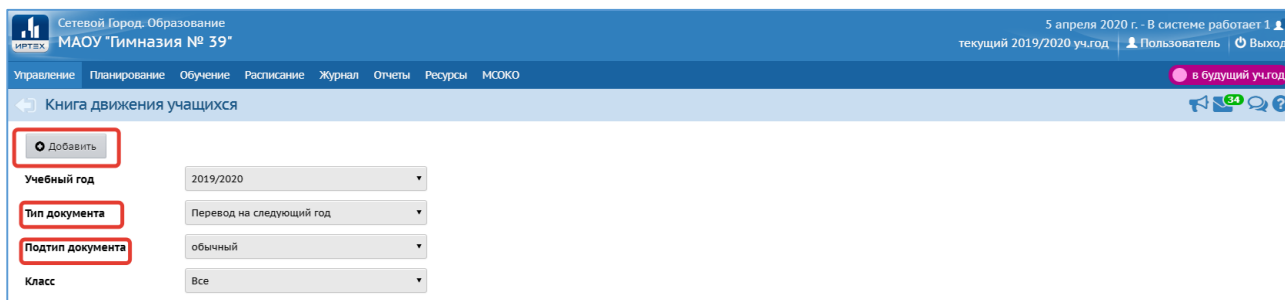 Сетевой Город. Образование
5 апреля 2020 г. - В системе работает 1
ИРТЕХ МАОУ "Гимназия № 39"
текущий 2019/2020 уч.год Пользователь Выход
Управление Планирование Обучение Расписание Журнал Отчеты Ресурсы МСОКО в будущий уч.год
Книга движения учащихся 34
Добавить
Учебный год 2019/2020
Тип документа Перевод на следующий год
Подтип документа обычный
Класс Все